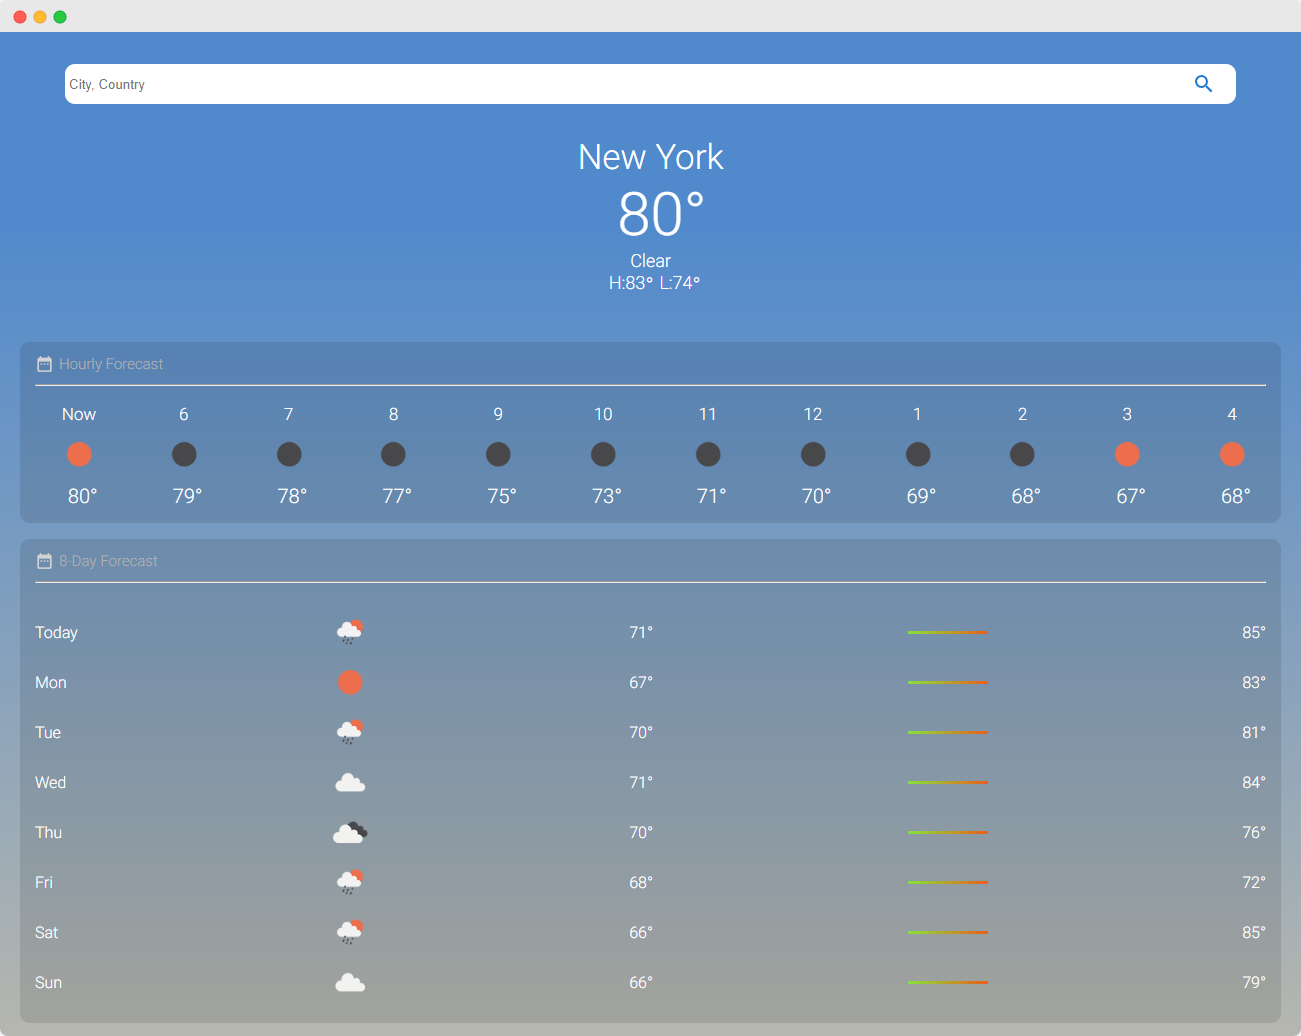 City, Country
New York
80°
Clear
H:83° L:74°
Hourly Forecast
Now 6 7 8 9 10 11 12 1 2 3 4
80° 79° 78° 77° 75° 73° 71° 70° 69° 68° 67° 68°
8-Day Forecast
Today 71° 85°
Mon 67° 83°
Tue 70° 81°
Wed 71° 84°
Thu 70° 76°
Fri 68° 72°
Sat 66° 85°
Sun 66° 79°